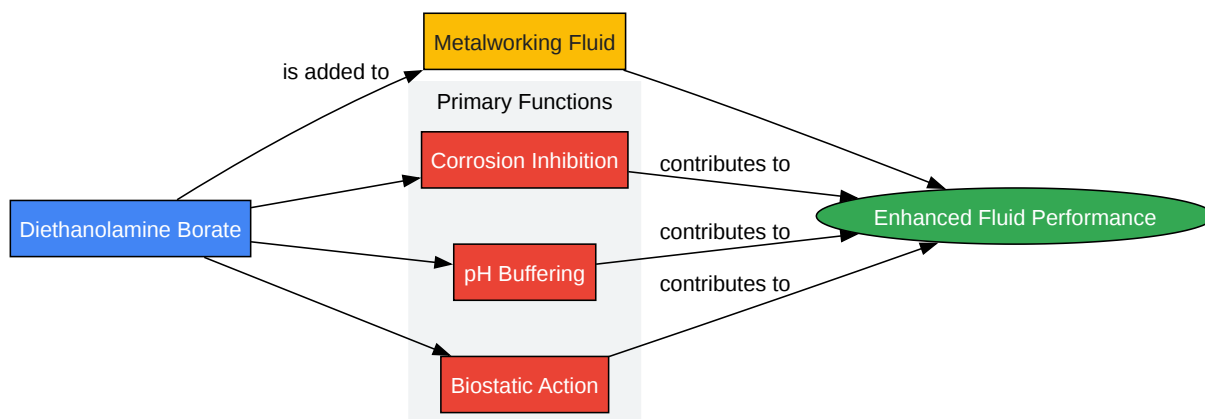 Metalworking Fluid
is added to
Primary Functions
Corrosion Inhibition
contributes to
Diethanolamine Borate
Enhanced Fluid Performance
contributes to
pH Buffering
contributes to
Biostatic Action